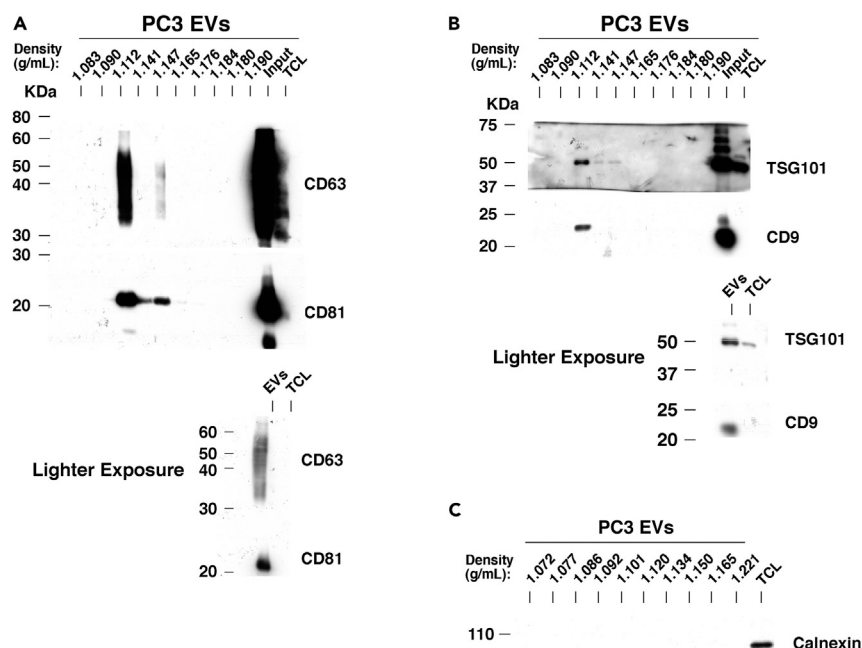 A
PC3 EVs
Density
(g/mL):
1.083 1.090 1.112 1.141 1.147 1.165 1.176 1.184 1.180 1.190 Input TCL
KDa
80
60
50
40
30
CD63
30
20
CD81
EVs TCL
Lighter Exposure
60
50
40
30
20
CD63
CD81
B
PC3 EVs
Density
(g/mL):
1.083 1.090 1.112 1.141 1.147 1.165 1.176 1.184 1.180 1.190 Input TCL
KDa
75
50
37
TSG101
25
20
CD9
EVs TCL
Lighter Exposure
50
37
25
20
TSG101
CD9
C
PC3 EVs
Density
(g/mL):
1.072 1.077 1.086 1.092 1.101 1.120 1.134 1.150 1.165 1.221 TCL
110
Calnexin